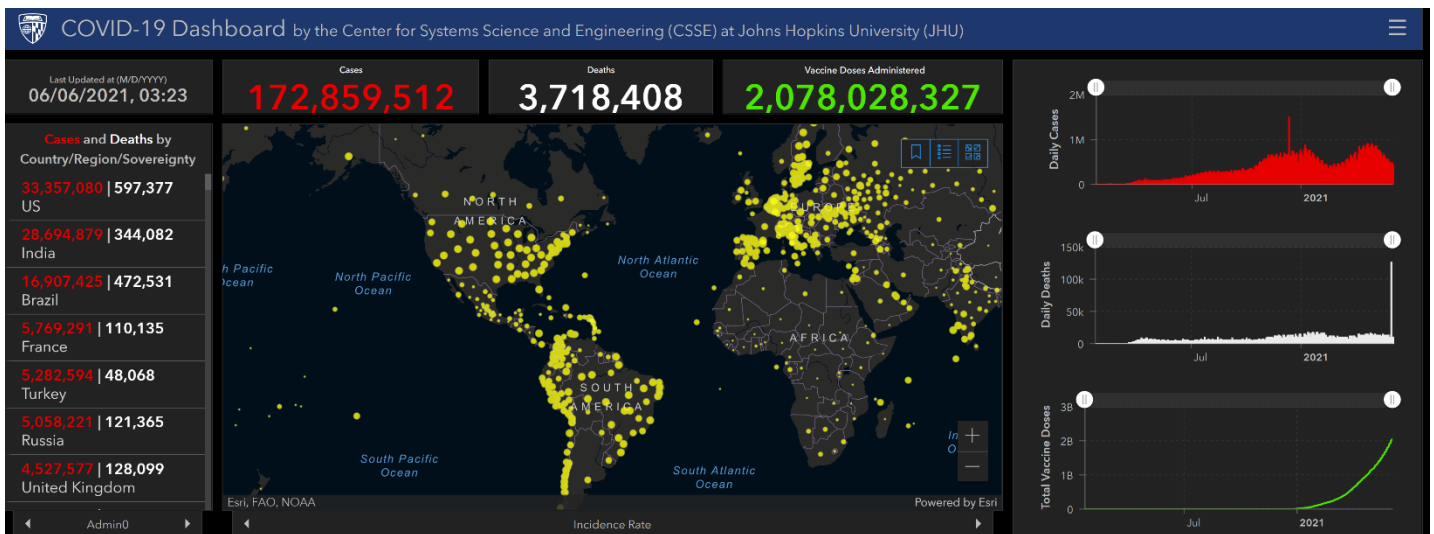 COVID-19 Dashboard by the Center for Systems Science and Engineering (CSSE) at Johns Hopkins University (JHU)
Last Updated at (M/D/YYYY)
06/06/2021, 03:23
Cases
172,859,512
Deaths
3,718,408
Vaccine Doses Administered
2,078,028,327
Cases and Deaths by
Country/Region/Sovereignty
33,357,080 | 597,377
US
28,694,879 | 344,082
India
16,907,425 | 472,531
Brazil
5,769,291 | 110,135
France
5,282,594 | 48,068
Turkey
5,058,221 | 121,365
Russia
4,527,577 | 128,099
United Kingdom
Admin0
NORTH
AMERICA
EUROPE
North Atlantic
Ocean
h Pacific
Ocean
North Pacific
Ocean
AFRICA
SOUTH
AMERICA
In
O
South Pacific
Ocean
South Atlantic
Ocean
Esri, FAO, NOAA
Powered by Esri
Incidence Rate
Daily Cases
2M
1M
0
Jul
2021
Daily Deaths
150k
100k
50k
0
Jul
2021
Total Vaccine Doses
3B
2B
1B
0
Jul
2021